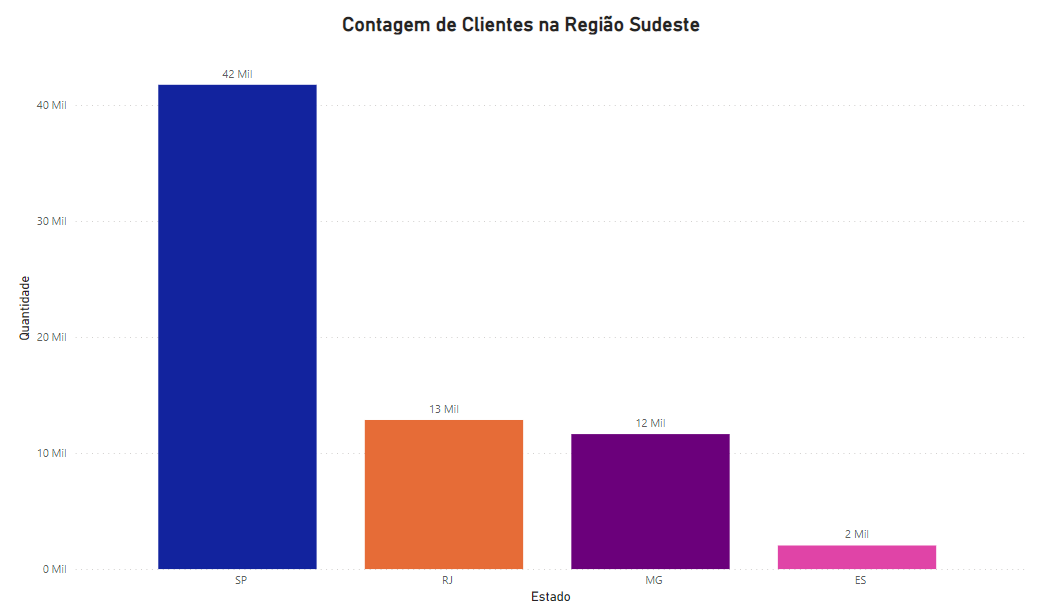 Contagem de Clientes na Região Sudeste
42 Mil
40 Mil
30 Mil
20 Mil
10 Mil
0 Mil
Quantidade
13 Mil
12 Mil
2 Mil
SP
RJ
MG
ES
Estado